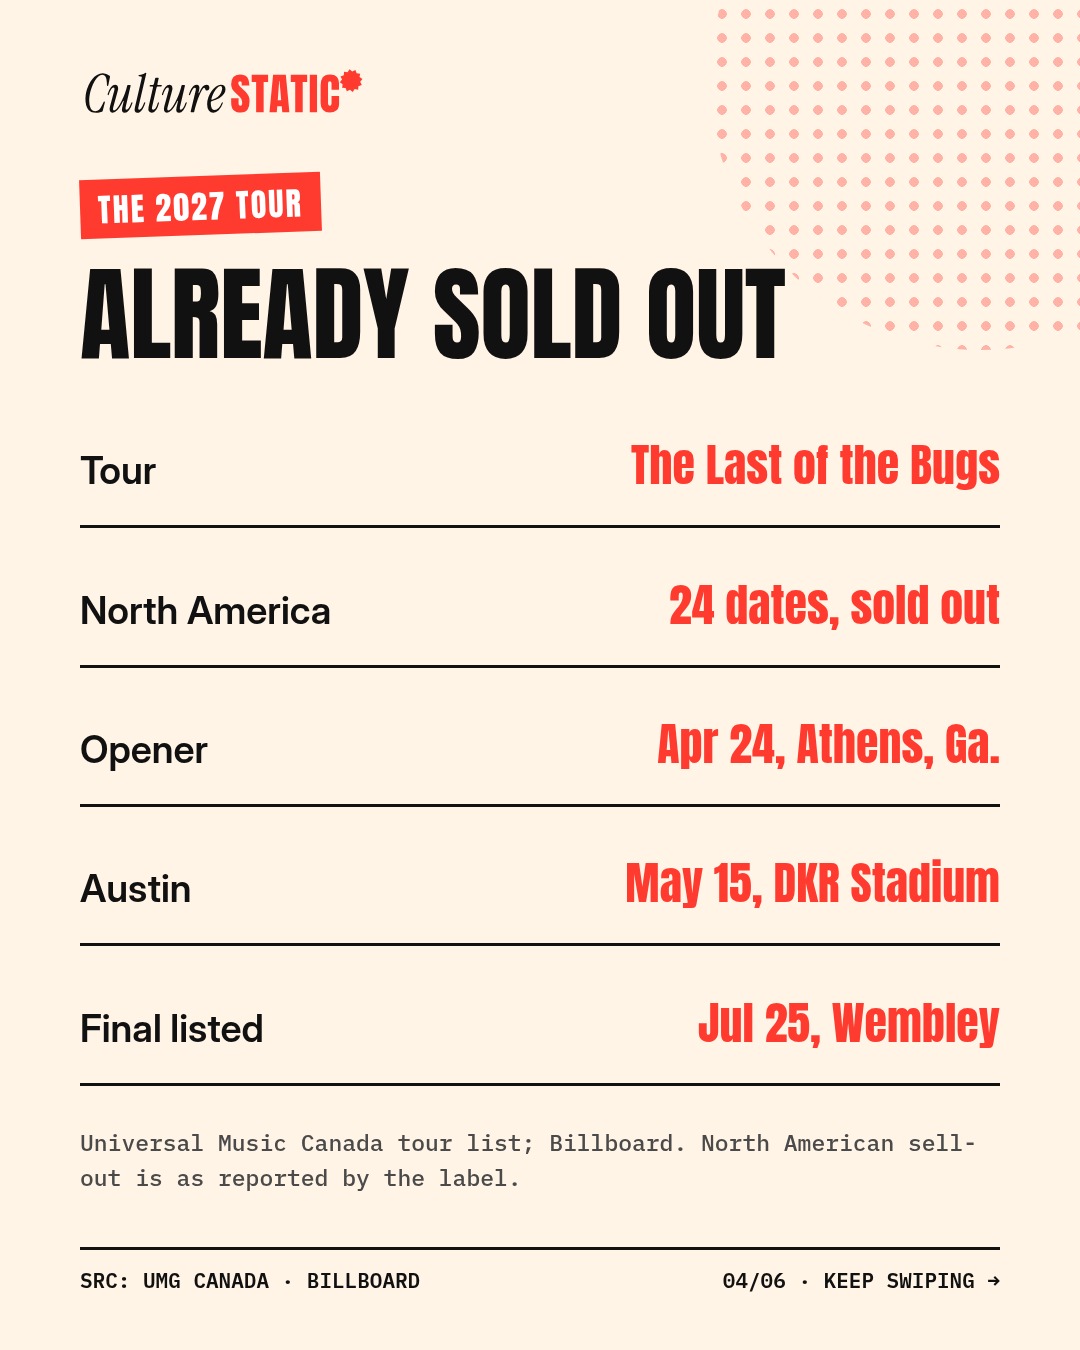 Culture STATIC
THE 2027 TOUR
ALREADY SOLD OUT
Tour The Last of the Bugs
North America 24 dates, sold out
Opener Apr 24, Athens, Ga.
Austin May 15, DKR Stadium
Final listed Jul 25, Wembley
Universal Music Canada tour list; Billboard. North American sell-
out is as reported by the label.
SRC: UMG CANADA · BILLBOARD 04/06 · KEEP SWIPING →